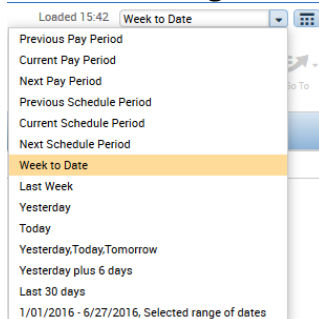 Loaded 15:42 Week to Date
Previous Pay Period
Current Pay Period
Next Pay Period
Previous Schedule Period
Current Schedule Period
Next Schedule Period
Week to Date
Last Week
Yesterday
Today
Yesterday,Today,Tomorrow
Yesterday plus 6 days
Last 30 days
1/01/2016 - 6/27/2016, Selected range of dates
Go To